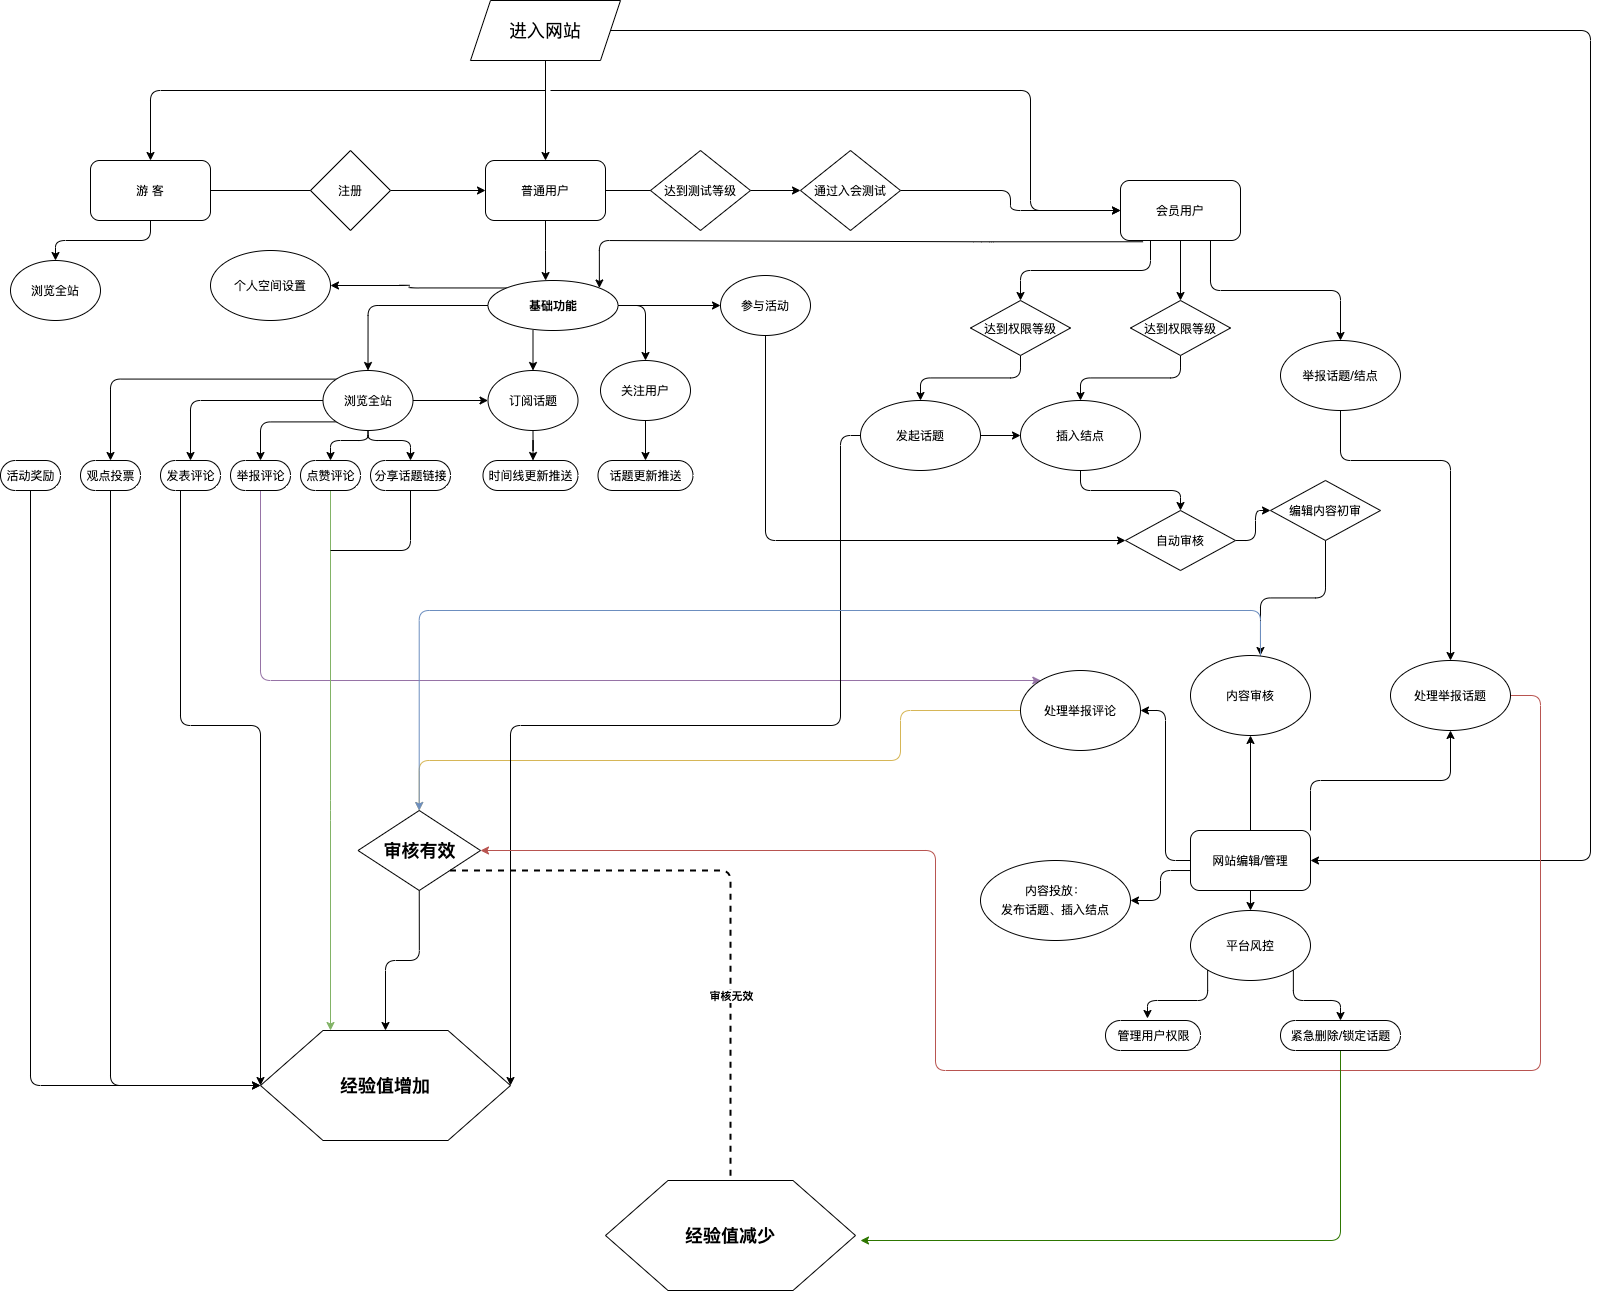 进入网站
游 客
注册
普通用户
达到测试等级
通过入会测试
会员用户
浏览全站
个人空间设置
基础功能
参与活动
达到权限等级
达到权限等级
举报话题/结点
浏览全站
订阅话题
关注用户
发起话题
插入结点
活动奖励
观点投票
发表评论
举报评论
点赞评论
分享话题链接
时间线更新推送
话题更新推送
编辑内容初审
自动审核
处理举报评论
内容审核
处理举报话题
审核有效
网站编辑/管理
内容投放：
发布话题、插入结点
平台风控
审核无效
管理用户权限
紧急删除/锁定话题
经验值增加
经验值减少